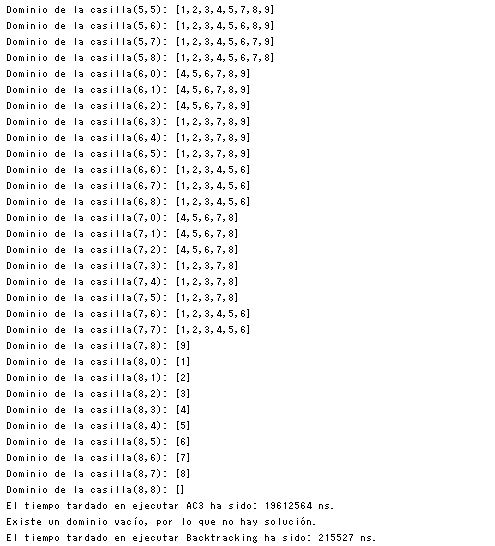 Dominio de la casilla(5,5): [1,2,3,4,5,7,8,9]
Dominio de la casilla(5,6): [1,2,3,4,5,6,8,9]
Dominio de la casilla(5,7): [1,2,3,4,5,6,7,9]
Dominio de la casilla(5,8): [1,2,3,4,5,6,7,8]
Dominio de la casilla(6,0): [4,5,6,7,8,9]
Dominio de la casilla(6,1): [4,5,6,7,8,9]
Dominio de la casilla(6,2): [4,5,6,7,8,9]
Dominio de la casilla(6,3): [1,2,3,7,8,9]
Dominio de la casilla(6,4): [1,2,3,7,8,9]
Dominio de la casilla(6,5): [1,2,3,7,8,9]
Dominio de la casilla(6,6): [1,2,3,4,5,6]
Dominio de la casilla(6,7): [1,2,3,4,5,6]
Dominio de la casilla(6,8): [1,2,3,4,5,6]
Dominio de la casilla(7,0): [4,5,6,7,8]
Dominio de la casilla(7,1): [4,5,6,7,8]
Dominio de la casilla(7,2): [4,5,6,7,8]
Dominio de la casilla(7,3): [1,2,3,7,8]
Dominio de la casilla(7,4): [1,2,3,7,8]
Dominio de la casilla(7,5): [1,2,3,7,8]
Dominio de la casilla(7,6): [1,2,3,4,5,6]
Dominio de la casilla(7,7): [1,2,3,4,5,6]
Dominio de la casilla(7,8): [9]
Dominio de la casilla(8,0): [1]
Dominio de la casilla(8,1): [2]
Dominio de la casilla(8,2): [3]
Dominio de la casilla(8,3): [4]
Dominio de la casilla(8,4): [5]
Dominio de la casilla(8,5): [6]
Dominio de la casilla(8,6): [7]
Dominio de la casilla(8,7): [8]
Dominio de la casilla(8,8): []
El tiempo tardado en ejecutar AC3 ha sido: 19612564 ns.
Existe un dominio vacío, por lo que no hay solución.
El tiempo tardado en ejecutar Backtracking ha sido: 215527 ns.